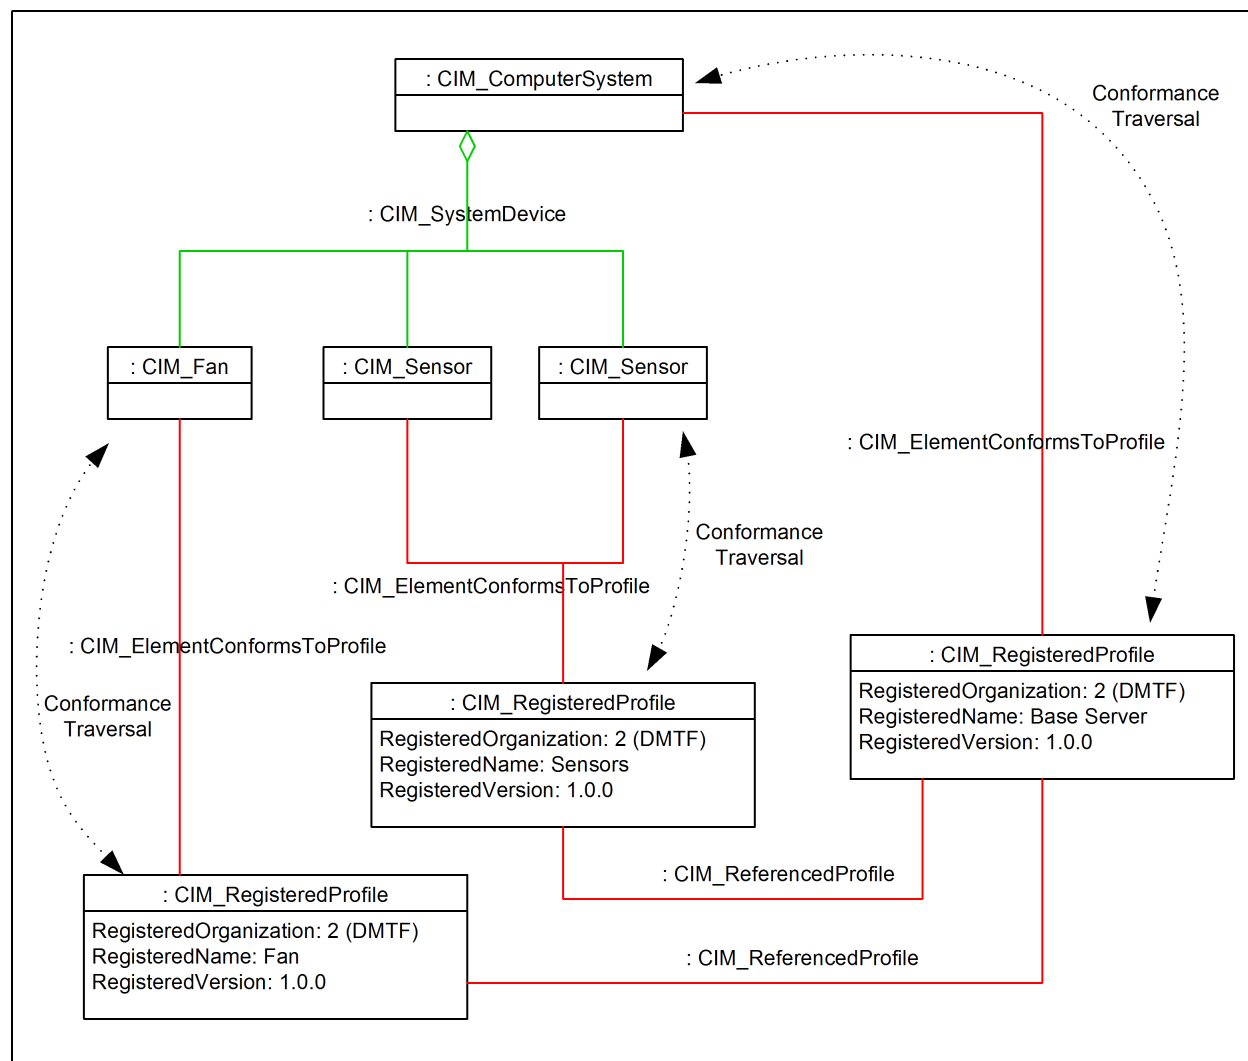 : CIM_ComputerSystem
Conformance
Traversal
: CIM_SystemDevice
: CIM_Fan
: CIM_Sensor
: CIM_Sensor
: CIM_ElementConformsToProfile
Conformance
Traversal
: CIM_ElementConformsToProfile
: CIM_ElementConformsToProfile
Conformance
Traversal
: CIM_RegisteredProfile
RegisteredOrganization: 2 (DMTF)
RegisteredName: Base Server
RegisteredVersion: 1.0.0
: CIM_RegisteredProfile
RegisteredOrganization: 2 (DMTF)
RegisteredName: Sensors
RegisteredVersion: 1.0.0
: CIM_ReferencedProfile
: CIM_RegisteredProfile
RegisteredOrganization: 2 (DMTF)
RegisteredName: Fan
RegisteredVersion: 1.0.0
: CIM_ReferencedProfile